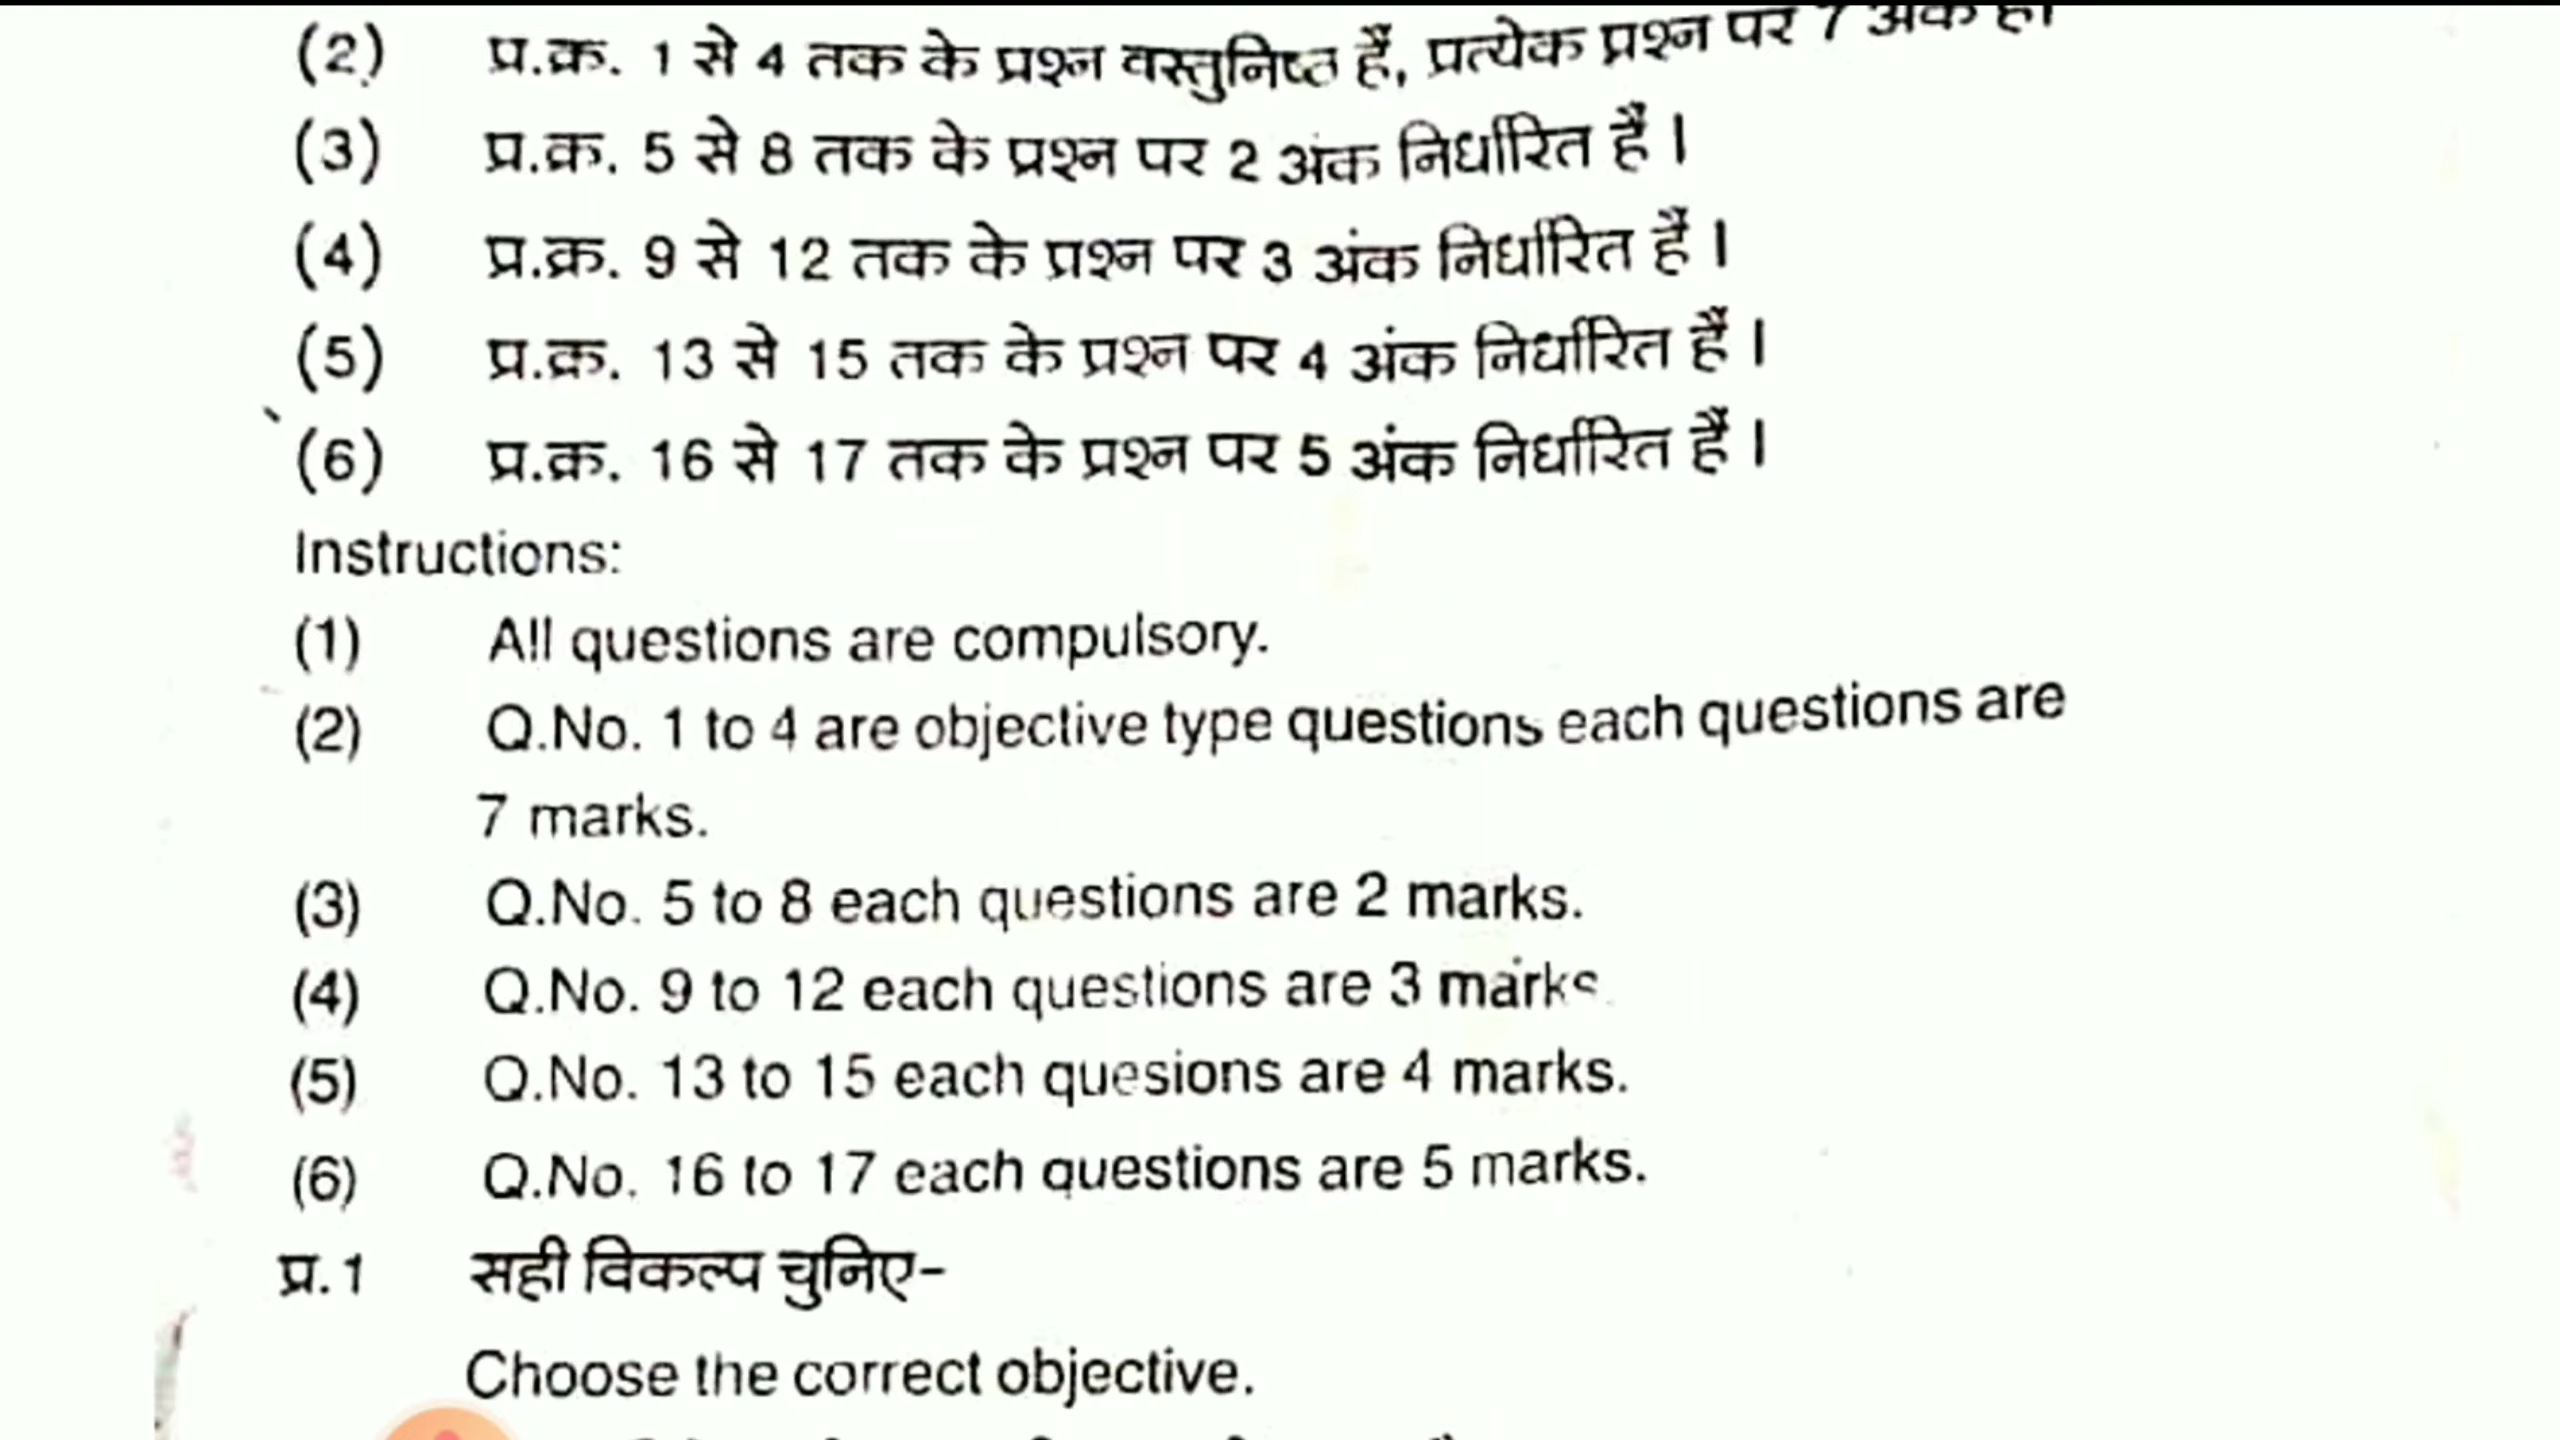 (2) प्र.क्र. 1 से 4 तक के प्रश्न वस्तुनिष्ठ हैं, प्रत्येक प्रश्न पर 7 अंक हैं।
(3) प्र.क्र. 5 से 8 तक के प्रश्न पर 2 अंक निर्धारित हैं ।
(4) प्र.क्र. 9 से 12 तक के प्रश्न पर 3 अंक निर्धारित हैं ।
(5) प्र.क्र. 13 से 15 तक के प्रश्न पर 4 अंक निर्धारित हैं ।
(6) प्र.क्र. 16 से 17 तक के प्रश्न पर 5 अंक निर्धारित हैं ।
Instructions:
(1) All questions are compulsory.
(2) Q.No. 1 to 4 are objective type questions each questions are
7 marks.
(3) Q.No. 5 to 8 each questions are 2 marks.
(4) Q.No. 9 to 12 each questions are 3 marks.
(5) Q.No. 13 to 15 each quesions are 4 marks.
(6) Q.No. 16 to 17 each questions are 5 marks.
प्र.1 सही विकल्प चुनिए-
Choose the correct objective.